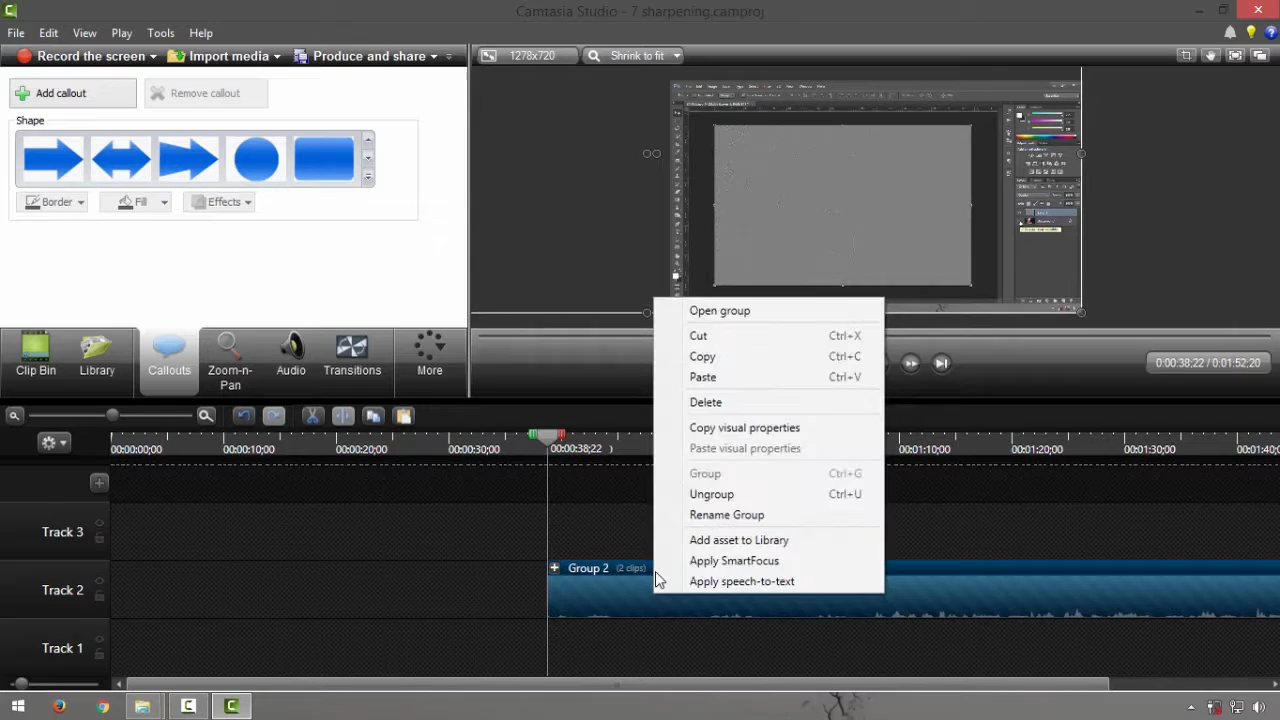 Camtasia Studio - 7 sharpening.camproj
File Edit View Play Tools Help
Record the screen Import media Produce and share
1278x720 Shrink to fit
Add callout Remove callout
Shape
Border Fill Effects
Open group
Cut Ctrl+X
Copy Ctrl+C
Paste Ctrl+V
Delete
Copy visual properties
Paste visual properties
Group Ctrl+G
Ungroup Ctrl+U
Rename Group
Add asset to Library
Apply SmartFocus
Apply speech-to-text
Clip Bin Library Callouts Zoom-n-Pan Audio Transitions More
0:00:38;22 / 0:01:52;20
00:00:00;00 00:00:10;00 00:00:20;00 00:00:30;00 00:00:38;22 00:01:10;00 00:01:20;00 00:01:30;00 00:01:40;
Track 3
Track 2 Group 2 (2 clips)
Track 1